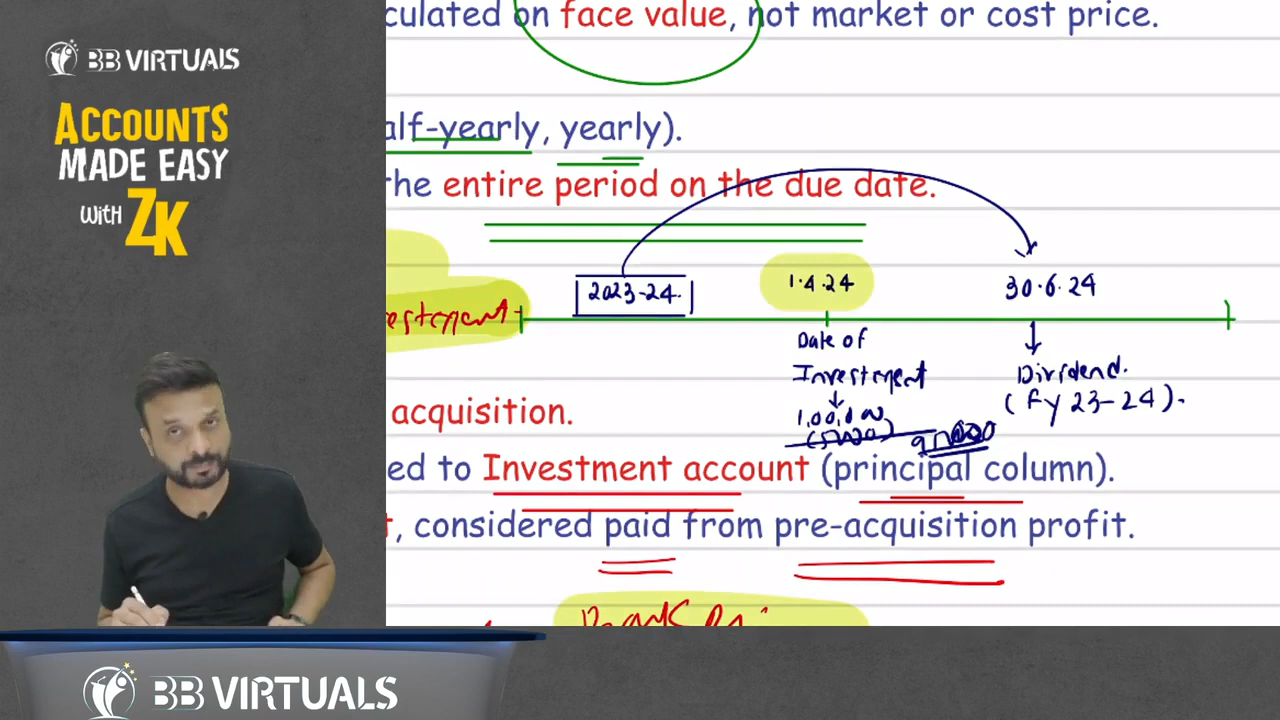 BB VIRTUALS
ACCOUNTS
MADE EASY
WITH ZK
culated on face value, not market or cost price.
alf-yearly, yearly).
the entire period on the due date.
2023-24.
1.4.24
30.6.24
estement
Date of
Investment
1,00,000
(5000)
Dividend.
(Fy 23-24).
acquisition.
ed to Investment account (principal column).
t, considered paid from pre-acquisition profit.
BB VIRTUALS